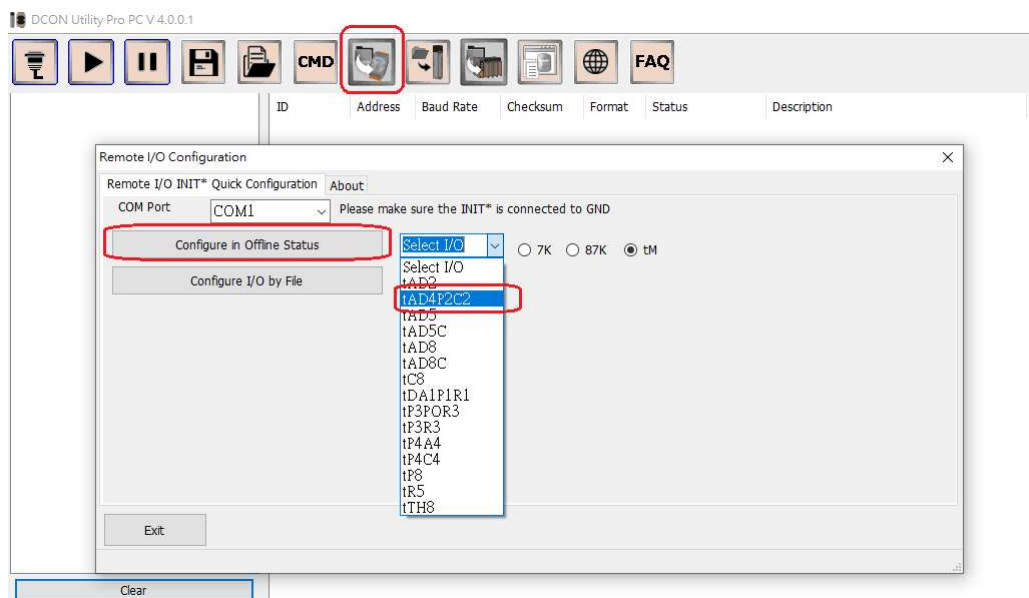 DCON Utility Pro PC V 4.0.0.1
CMD
FAQ
ID Address Baud Rate Checksum Format Status Description
Remote I/O Configuration
Remote I/O INIT* Quick Configuration About
COM Port COM1 Please make sure the INIT* is connected to GND
Configure in Offline Status Select I/O 7K 87K tM
Configure I/O by File
Select I/O
tAD2
tAD4P2C2
tAD5
tAD5C
tAD8
tAD8C
tC8
tDA1P1R1
tP3POR3
tP3R3
tP4A4
tP4C4
tP8
tR5
tTH8
Exit
Clear